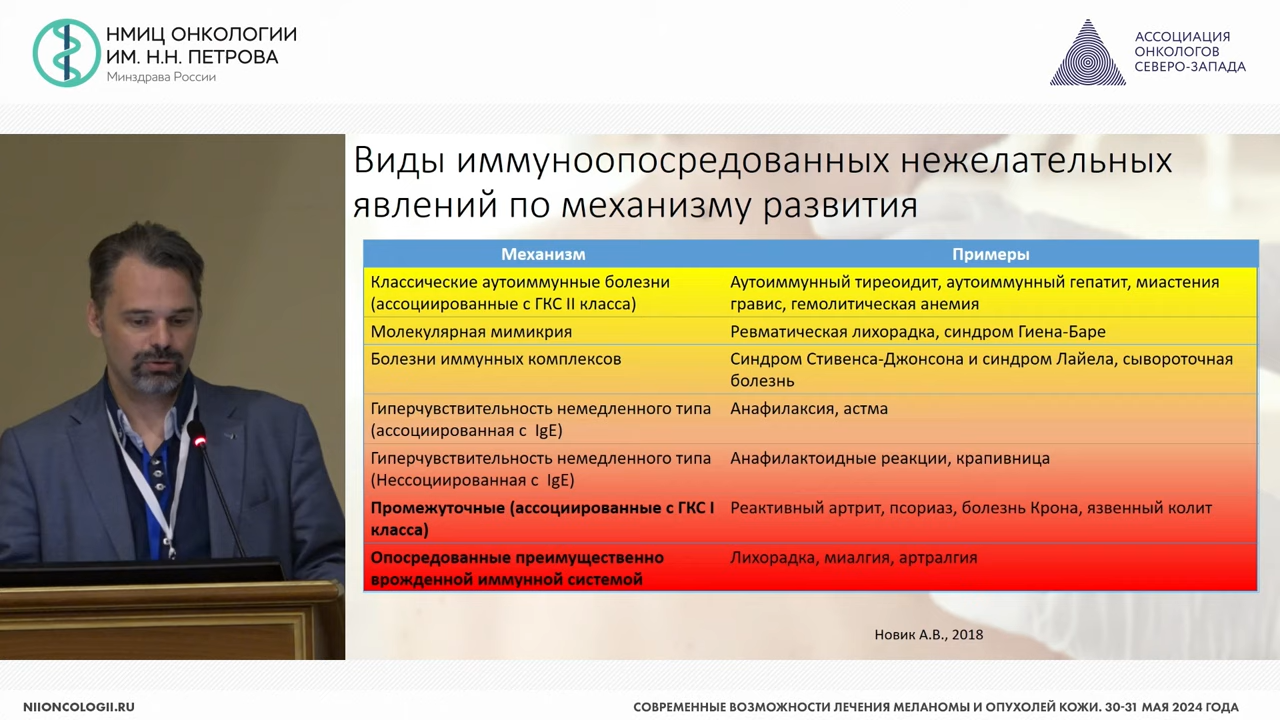 НМИЦ ОНКОЛОГИИ
ИМ. Н.Н. ПЕТРОВА
Минздрава России
АССОЦИАЦИЯ
ОНКОЛОГОВ
СЕВЕРО-ЗАПАДА
Виды иммуноопосредованных нежелательных
явлений по механизму развития
Механизм
Примеры
Классические аутоиммунные болезни
(ассоциированные с ГКС II класса)
Аутоиммунный тиреоидит, аутоиммунный гепатит, миастения
гравис, гемолитическая анемия
Молекулярная мимикрия
Ревматическая лихорадка, синдром Гиена-Баре
Болезни иммунных комплексов
Синдром Стивенса-Джонсона и синдром Лайела, сывороточная
болезнь
Гиперчувствительность немедленного типа
(ассоциированная с IgE)
Анафилаксия, астма
Гиперчувствительность немедленного типа
(Нессоциированная с IgE)
Анафилактоидные реакции, крапивница
Промежуточные (ассоциированные с ГКС I
класса)
Реактивный артрит, псориаз, болезнь Крона, язвенный колит
Опосредованные преимущественно
врожденной иммунной системой
Лихорадка, миалгия, артралгия
Новик А.В., 2018
NIIONCOLOGII.RU
СОВРЕМЕННЫЕ ВОЗМОЖНОСТИ ЛЕЧЕНИЯ МЕЛАНОМЫ И ОПУХОЛЕЙ КОЖИ. 30-31 МАЯ 2024 ГОДА